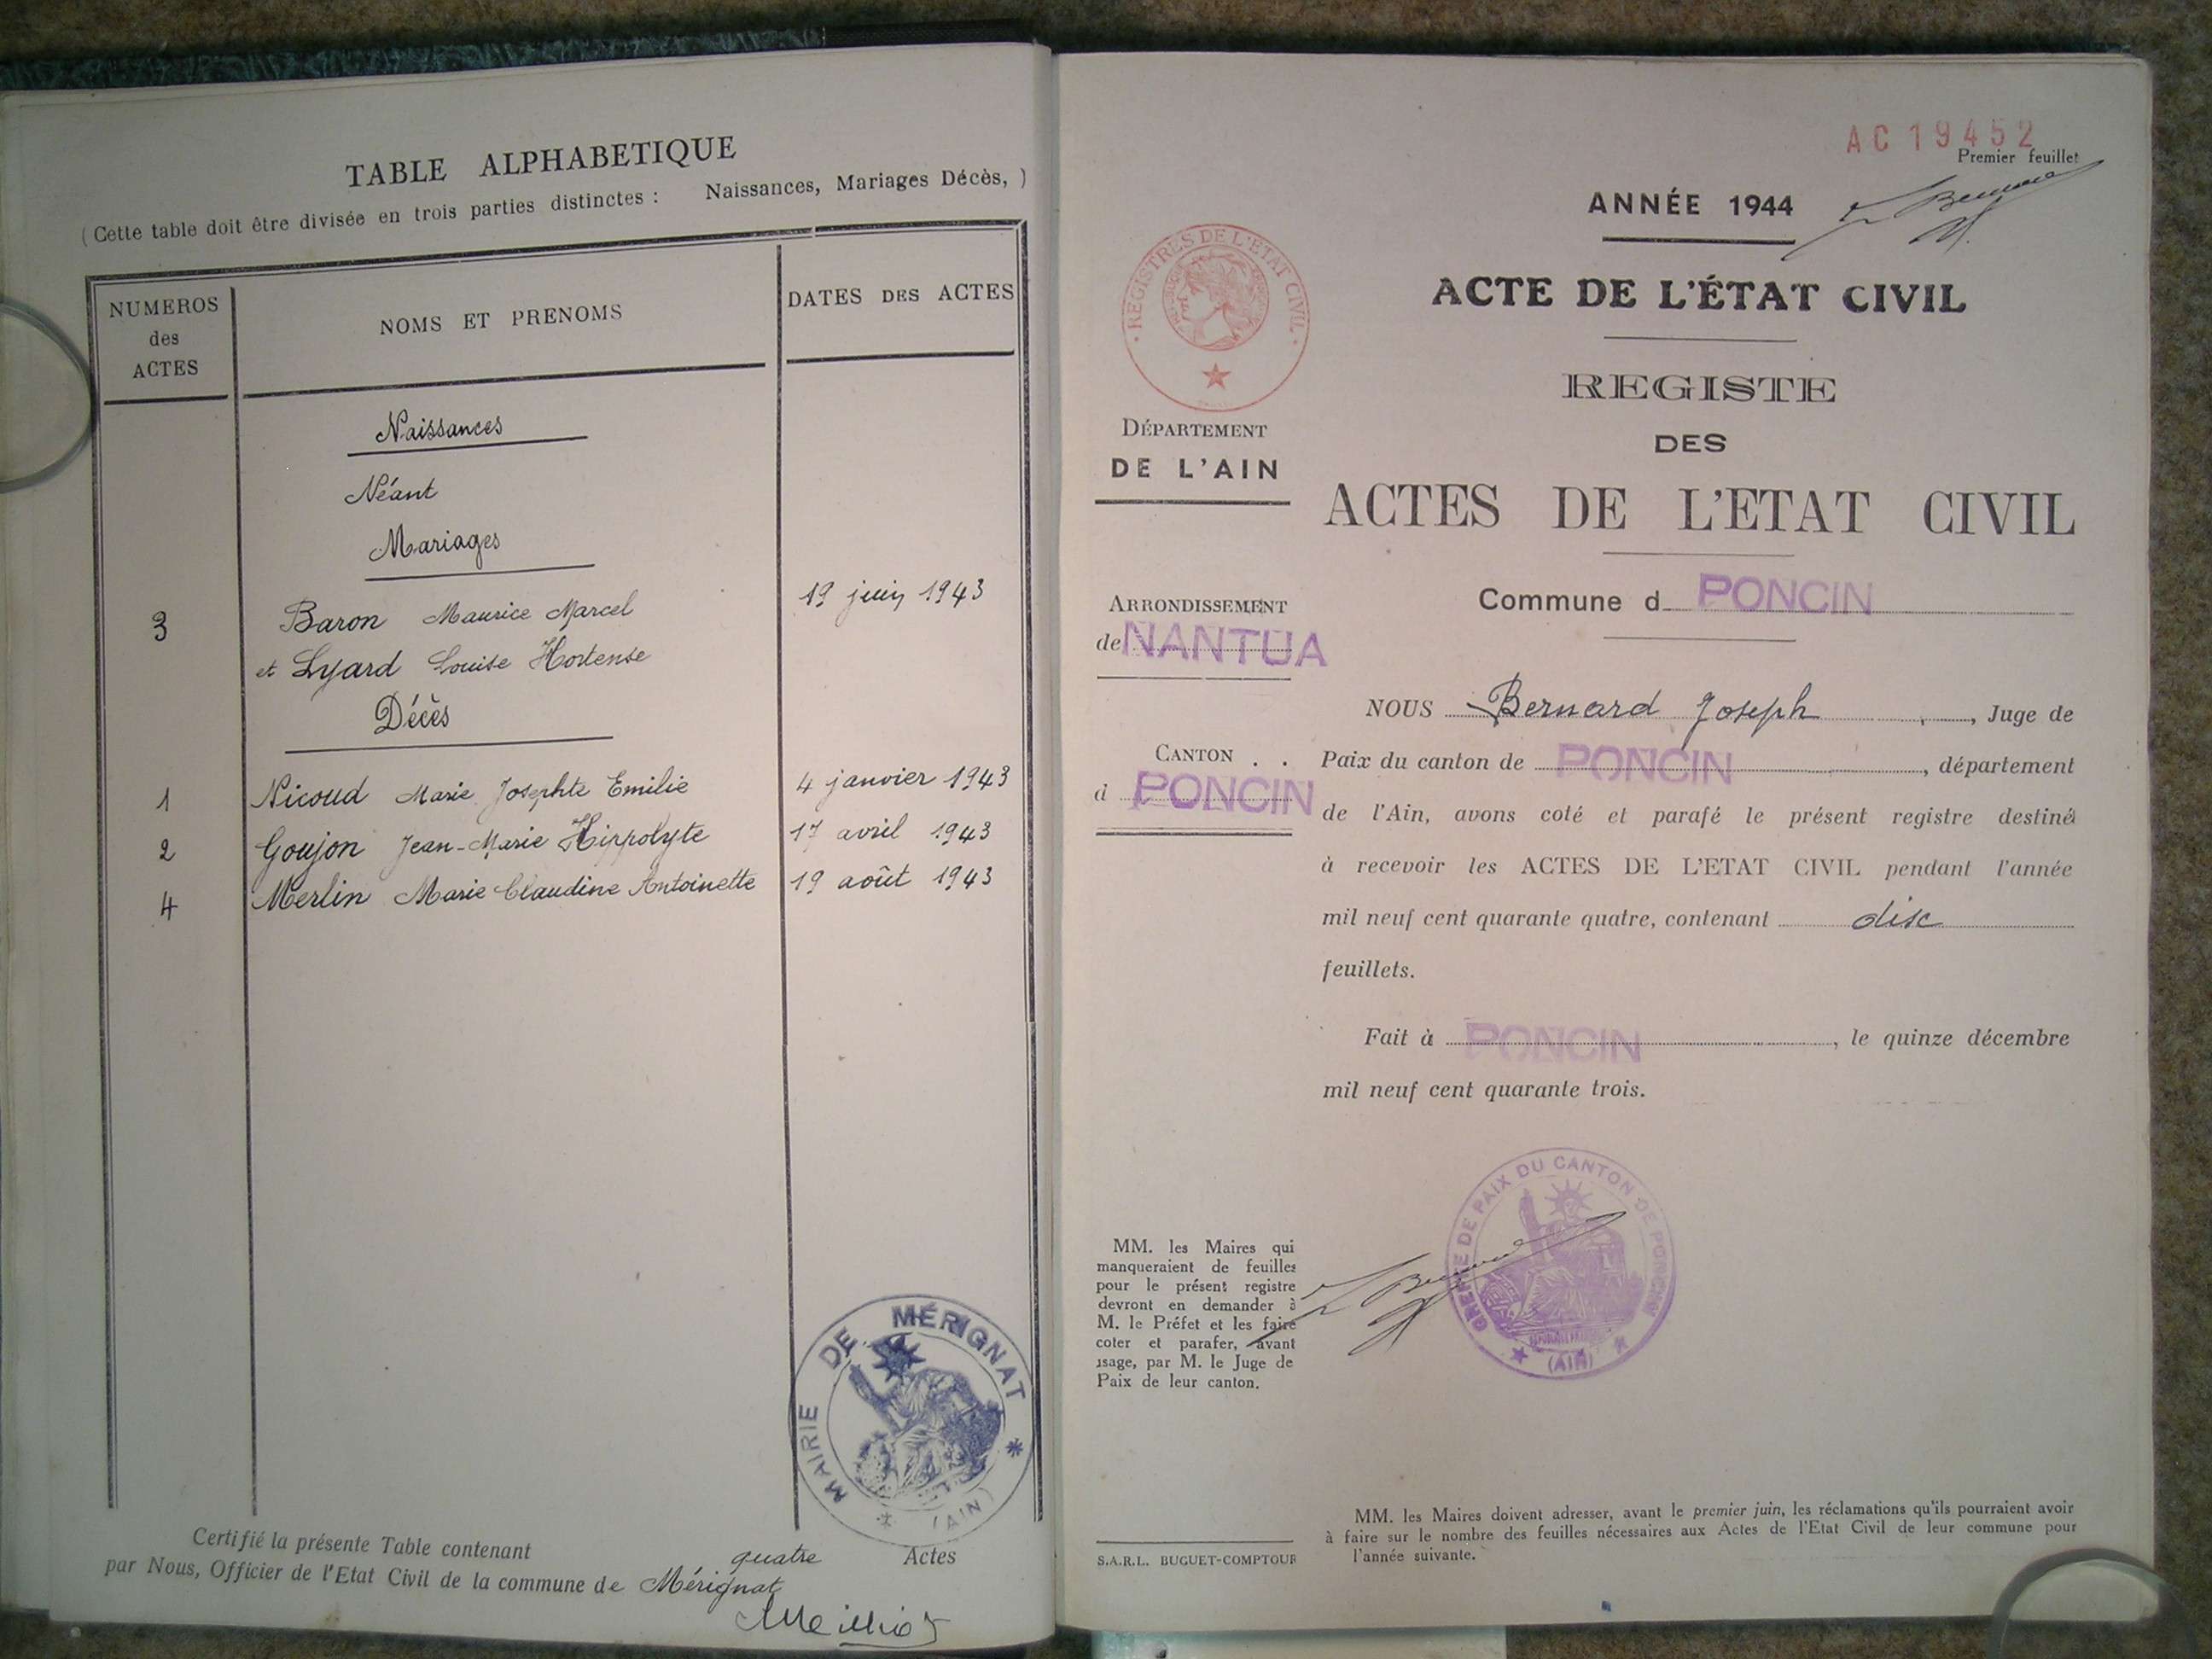 TABLE ALPHABETIQUE
( Cette table doit être divisée en trois parties distinctes : Naissances, Mariages Décès, )
NUMEROS
des
ACTES
NOMS ET PRENOMS
DATES DES ACTES
Naissances
Néant
Mariages
3 Baron Maurice Marcel 19 juin 1943
et Lyard Louise Hortense
Décès
1 Nicoud Marie Josephte Emilie 4 janvier 1943
2 Goujon Jean-Marie Hippolyte 17 avril 1943
4 Merlin Marie Claudine Antoinette 19 août 1943
MAIRIE DE MÉRIGNAT
(AIN)
Certifié la présente Table contenant quatre Actes
par Nous, Officier de l'Etat Civil de la commune de Mérignat
AC 19452
Premier feuillet
ANNÉE 1944
ACTE DE L'ÉTAT CIVIL
REGISTE
DES
ACTES DE L'ETAT CIVIL
REGISTRES DE L'ETAT CIVIL
DÉPARTEMENT
DE L'AIN
ARRONDISSEMENT
de NANTUA
CANTON . .
d PONCIN
Commune d PONCIN
NOUS Bernard Joseph, Juge de
Paix du canton de PONCIN, département
de l'Ain, avons coté et parafé le présent registre destiné
à recevoir les ACTES DE L'ETAT CIVIL pendant l'année
mil neuf cent quarante quatre, contenant dix
feuillets.
Fait à PONCIN, le quinze décembre
mil neuf cent quarante trois.
GREFFE DE PAIX DU CANTON DE PONCIN
(AIN)
MM. les Maires qui
manqueraient de feuilles
pour le présent registre
devront en demander à
M. le Préfet et les faire
coter et parafer, avant
usage, par M. le Juge de
Paix de leur canton.
S.A.R.L. BUGUET-COMPTOUR
MM. les Maires doivent adresser, avant le premier juin, les réclamations qu'ils pourraient avoir
à faire sur le nombre des feuilles nécessaires aux Actes de l'Etat Civil de leur commune pour
l'année suivante.